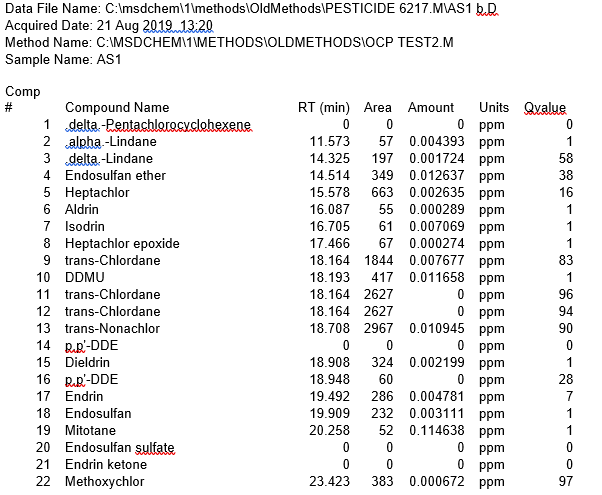 Data File Name: C:\msdchem\1\methods\OldMethods\PESTICIDE 6217.M\AS1 b.D
Acquired Date: 21 Aug 2019 13:20
Method Name: C:\MSDCHEM\1\METHODS\OLDMETHODS\OCP TEST2.M
Sample Name: AS1
Comp
# Compound Name RT (min) Area Amount Units Qvalue
1 .delta.-Pentachlorocyclohexene 0 0 0 ppm 0
2 .alpha.-Lindane 11.573 57 0.004393 ppm 1
3 .delta.-Lindane 14.325 197 0.001724 ppm 58
4 Endosulfan ether 14.514 349 0.012637 ppm 38
5 Heptachlor 15.578 663 0.002635 ppm 16
6 Aldrin 16.087 55 0.000289 ppm 1
7 Isodrin 16.705 61 0.007069 ppm 1
8 Heptachlor epoxide 17.466 67 0.000274 ppm 1
9 trans-Chlordane 18.164 1844 0.007677 ppm 83
10 DDMU 18.193 417 0.011658 ppm 1
11 trans-Chlordane 18.164 2627 0 ppm 96
12 trans-Chlordane 18.164 2627 0 ppm 94
13 trans-Nonachlor 18.708 2967 0.010945 ppm 90
14 p,p'-DDE 0 0 0 ppm 0
15 Dieldrin 18.908 324 0.002199 ppm 1
16 p,p'-DDE 18.948 60 0 ppm 28
17 Endrin 19.492 286 0.004781 ppm 7
18 Endosulfan 19.909 232 0.003111 ppm 1
19 Mitotane 20.258 52 0.114638 ppm 1
20 Endosulfan sulfate 0 0 0 ppm 0
21 Endrin ketone 0 0 0 ppm 0
22 Methoxychlor 23.423 383 0.000672 ppm 97